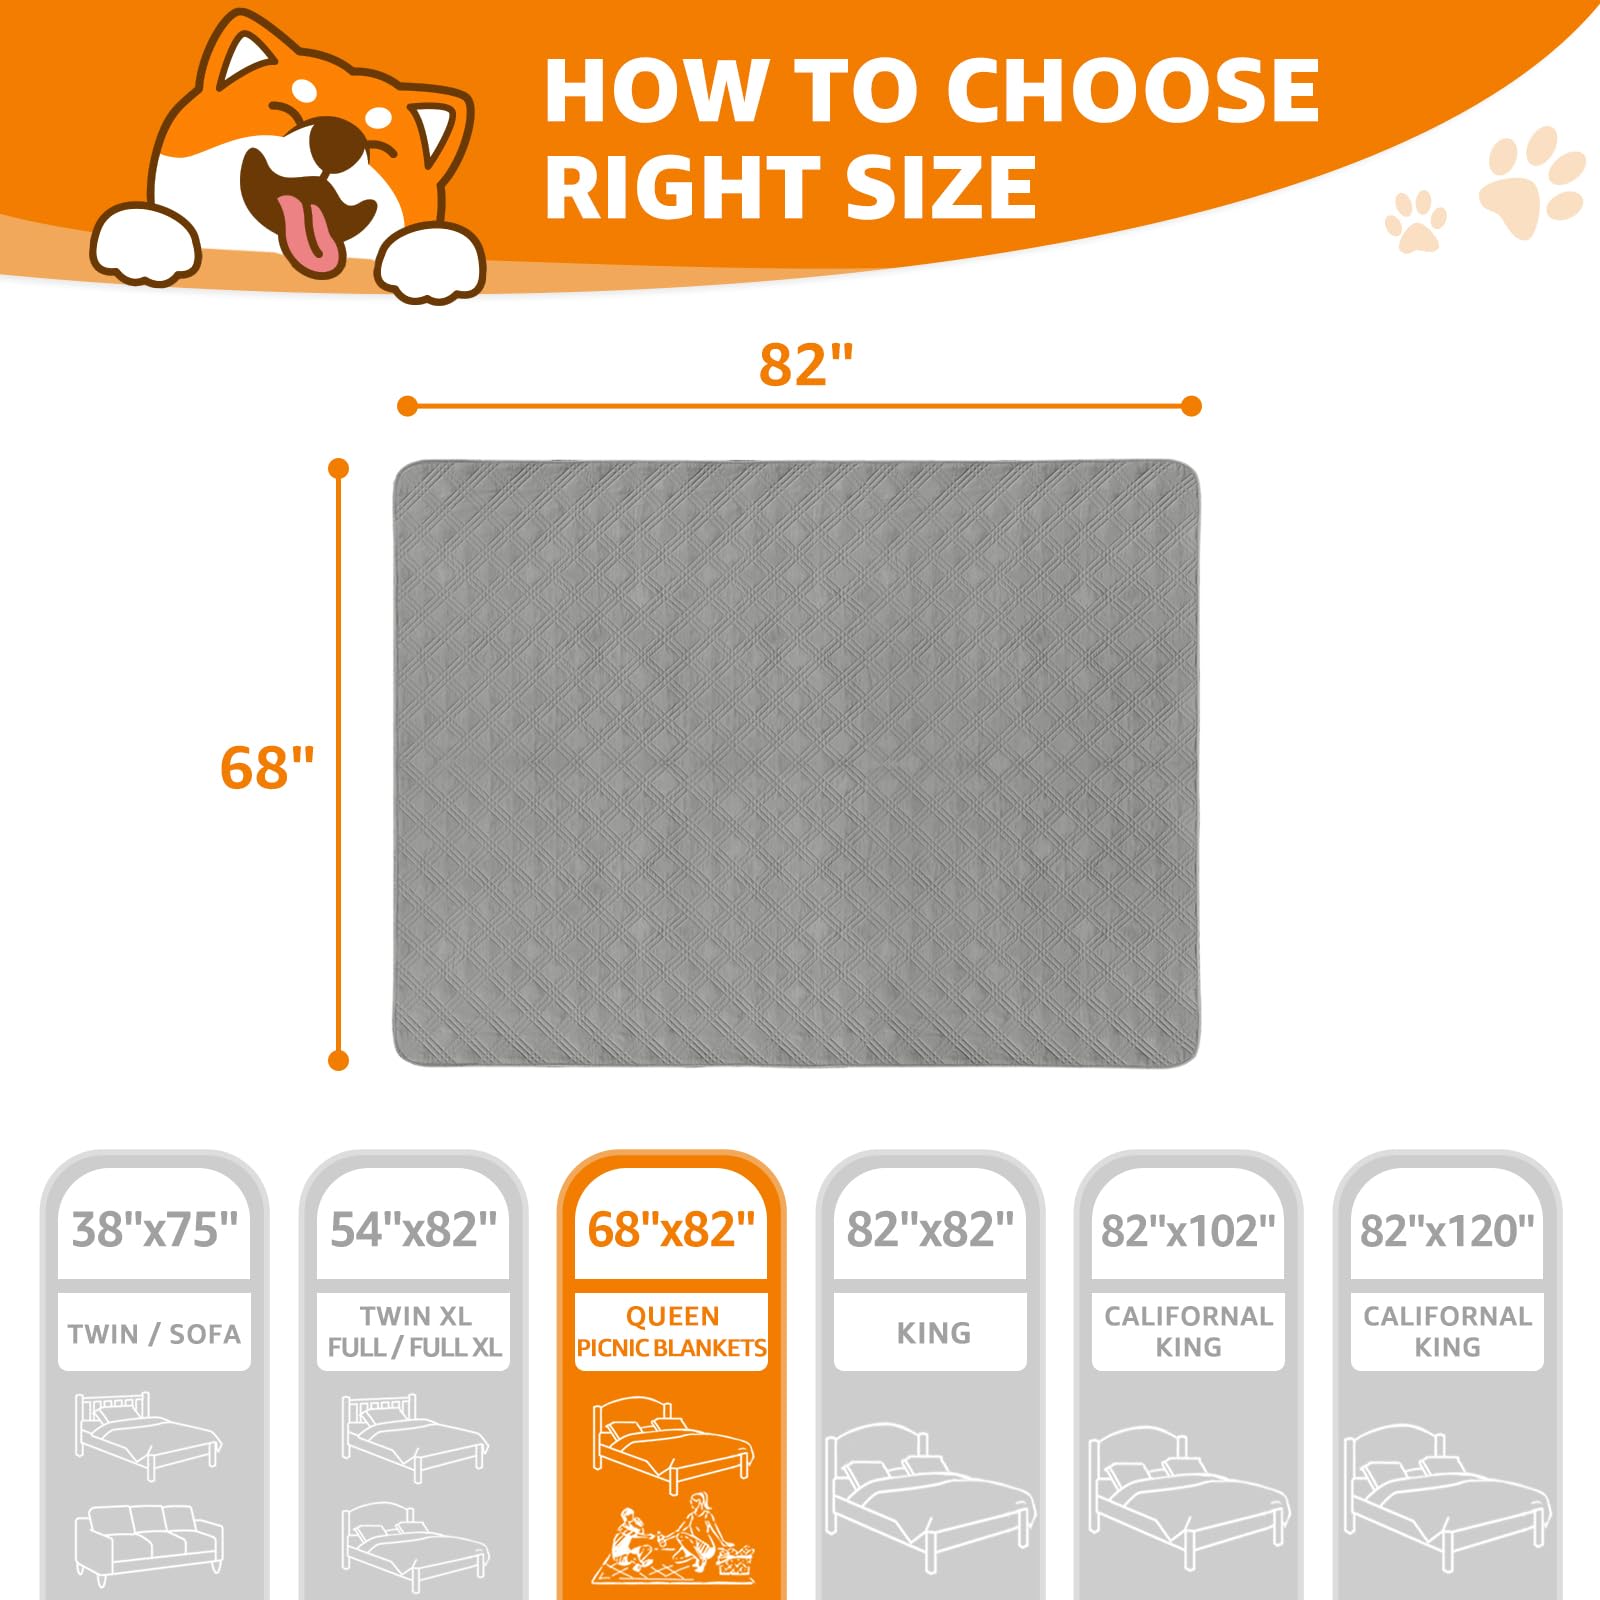 HOW TO CHOOSE
RIGHT SIZE
82"
68"
38"x75"
TWIN / SOFA
54"x82"
TWIN XL
FULL / FULL XL
68"x82"
QUEEN
PICNIC BLANKETS
82"x82"
KING
82"x102"
CALIFORNAL
KING
82"x120"
CALIFORNAL
KING